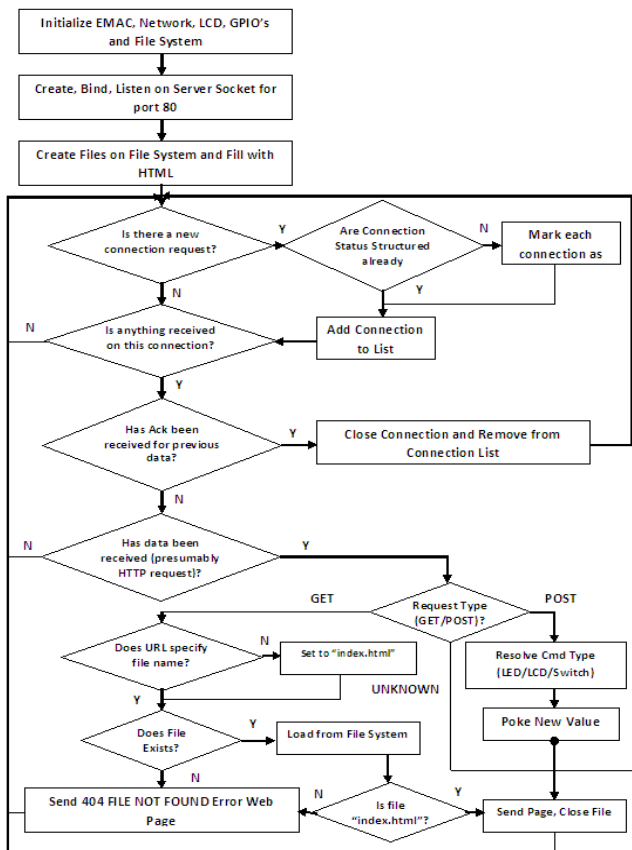 Initialize EMAC, Network, LCD, GPIO's
and File System
Create, Bind, Listen on Server Socket for
port 80
Create Files on File System and Fill with
HTML
Is there a new
connection request?
Y
Are Connection
Status Structured
already
N
Mark each
connection as
N
Y
N
Is anything received
on this connection?
Add Connection
to List
Y
Has Ack been
received for previous
data?
Y
Close Connection and Remove from
Connection List
N
N
Has data been
received (presumably
HTTP request)?
Y
GET
Request Type
(GET/POST)?
POST
Does URL specify
file name?
N
Set to "index.html"
Resolve Cmd Type
(LED/LCD/Switch)
UNKNOWN
Y
Poke New Value
Does File
Exists?
Y
Load from File System
N
Send 404 FILE NOT FOUND Error Web
Page
N
Is file
"index.html"?
Y
Send Page, Close File